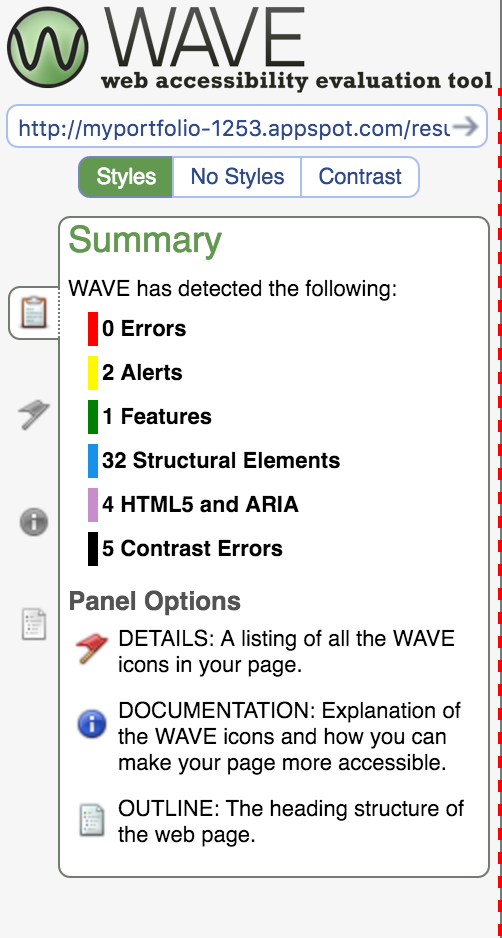 WAVE
web accessibility evaluation tool
http://myportfolio-1253.appspot.com/resu
Styles No Styles Contrast
Summary
WAVE has detected the following:
0 Errors
2 Alerts
1 Features
32 Structural Elements
4 HTML5 and ARIA
5 Contrast Errors
Panel Options
DETAILS: A listing of all the WAVE
icons in your page.
DOCUMENTATION: Explanation of
the WAVE icons and how you can
make your page more accessible.
OUTLINE: The heading structure of
the web page.